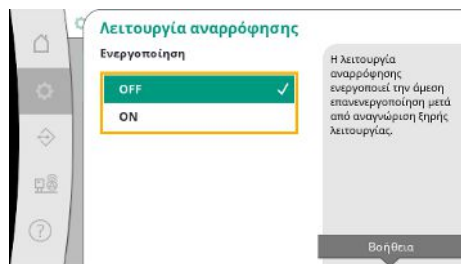 Λειτουργία αναρρόφησης
Ενεργοποίηση
OFF
ON
Η λειτουργία
αναρρόφησης
ενεργοποιεί την άμεση
επανενεργοποίηση μετά
από αναγνώριση ξηρής
λειτουργίας.
Βοήθεια